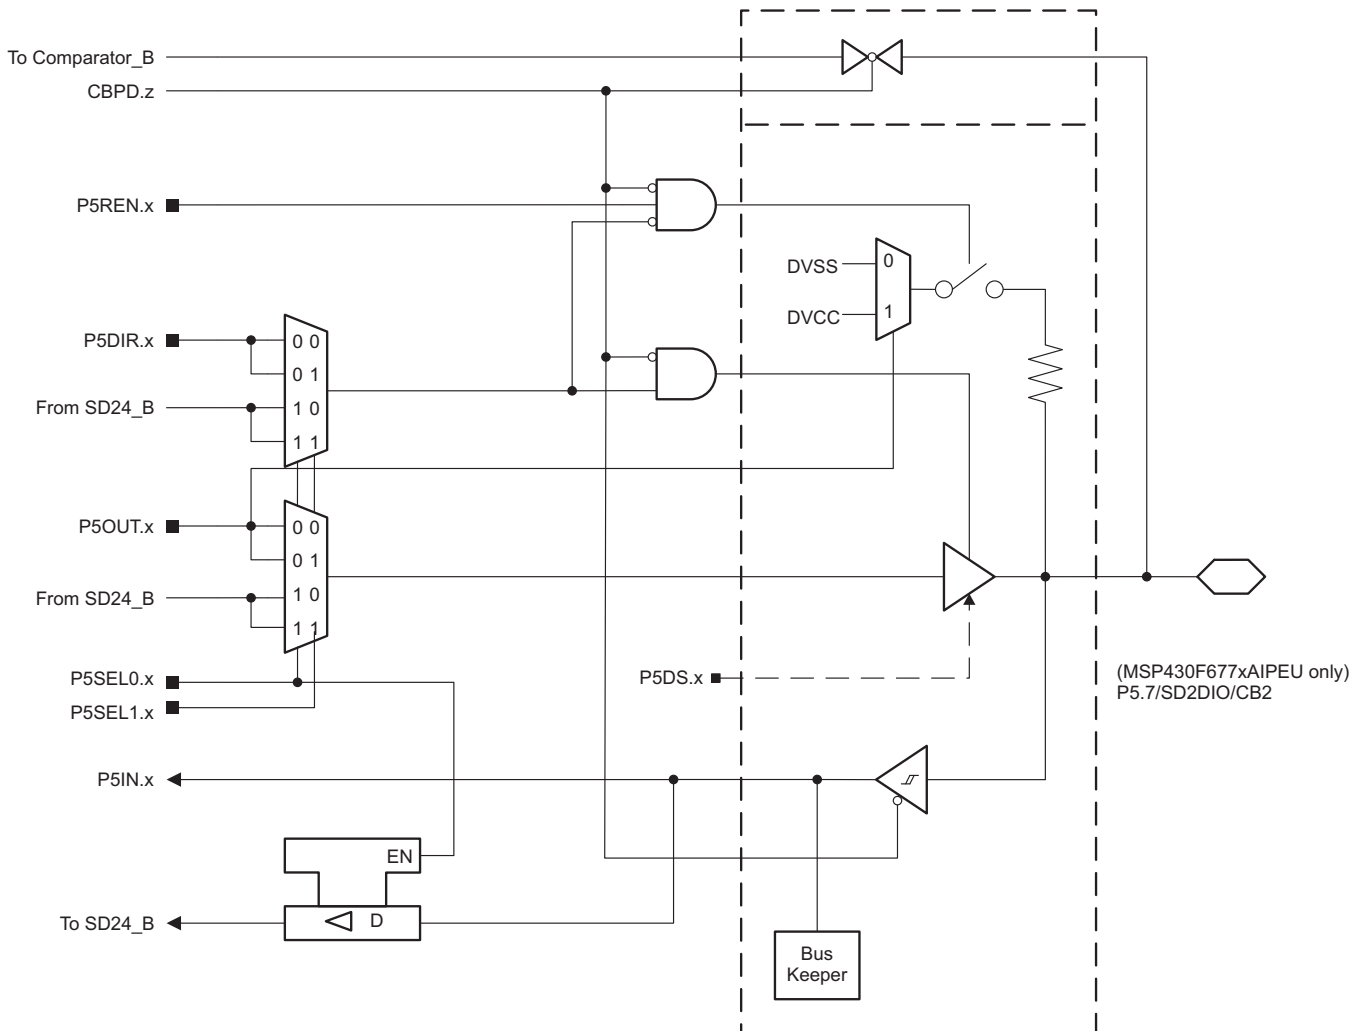 To Comparator_B
CBPD.z
P5REN.x
DVSS
0
DVCC
1
P5DIR.x
0 0
0 1
From SD24_B
1 0
1 1
P5OUT.x
0 0
0 1
From SD24_B
1 0
1 1
P5SEL0.x
P5SEL1.x
P5DS.x
(MSP430F677xAIPEU only)
P5.7/SD2DIO/CB2
P5IN.x
EN
To SD24_B
D
Bus
Keeper